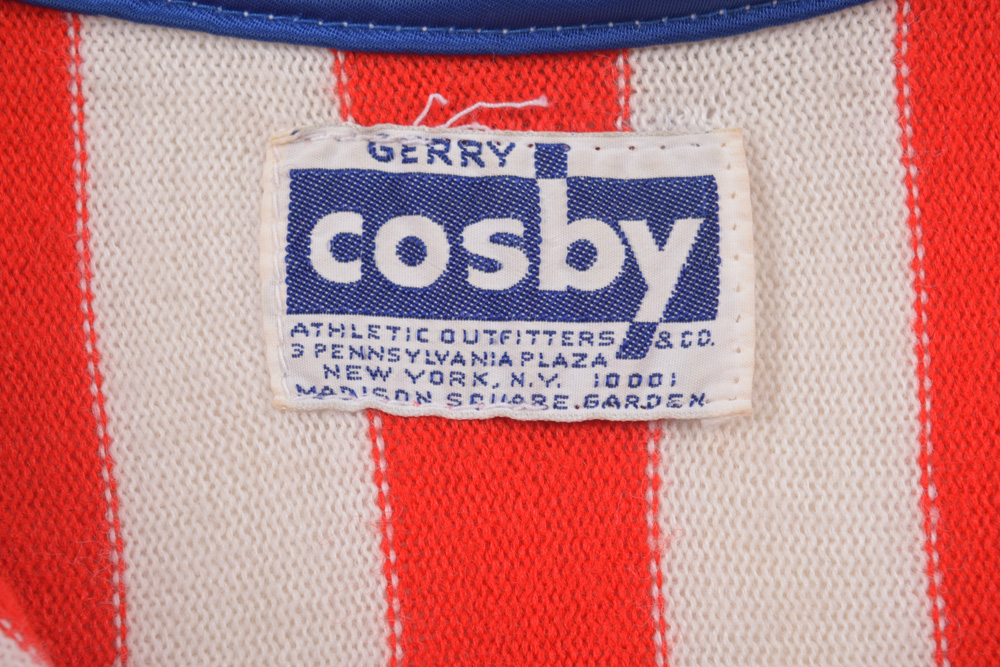 GERRY
cosby
ATHLETIC OUTFITTERS & CO.
3 PENNSYLVANIA PLAZA
NEW YORK, N.Y. 10001
MADISON SQUARE GARDEN